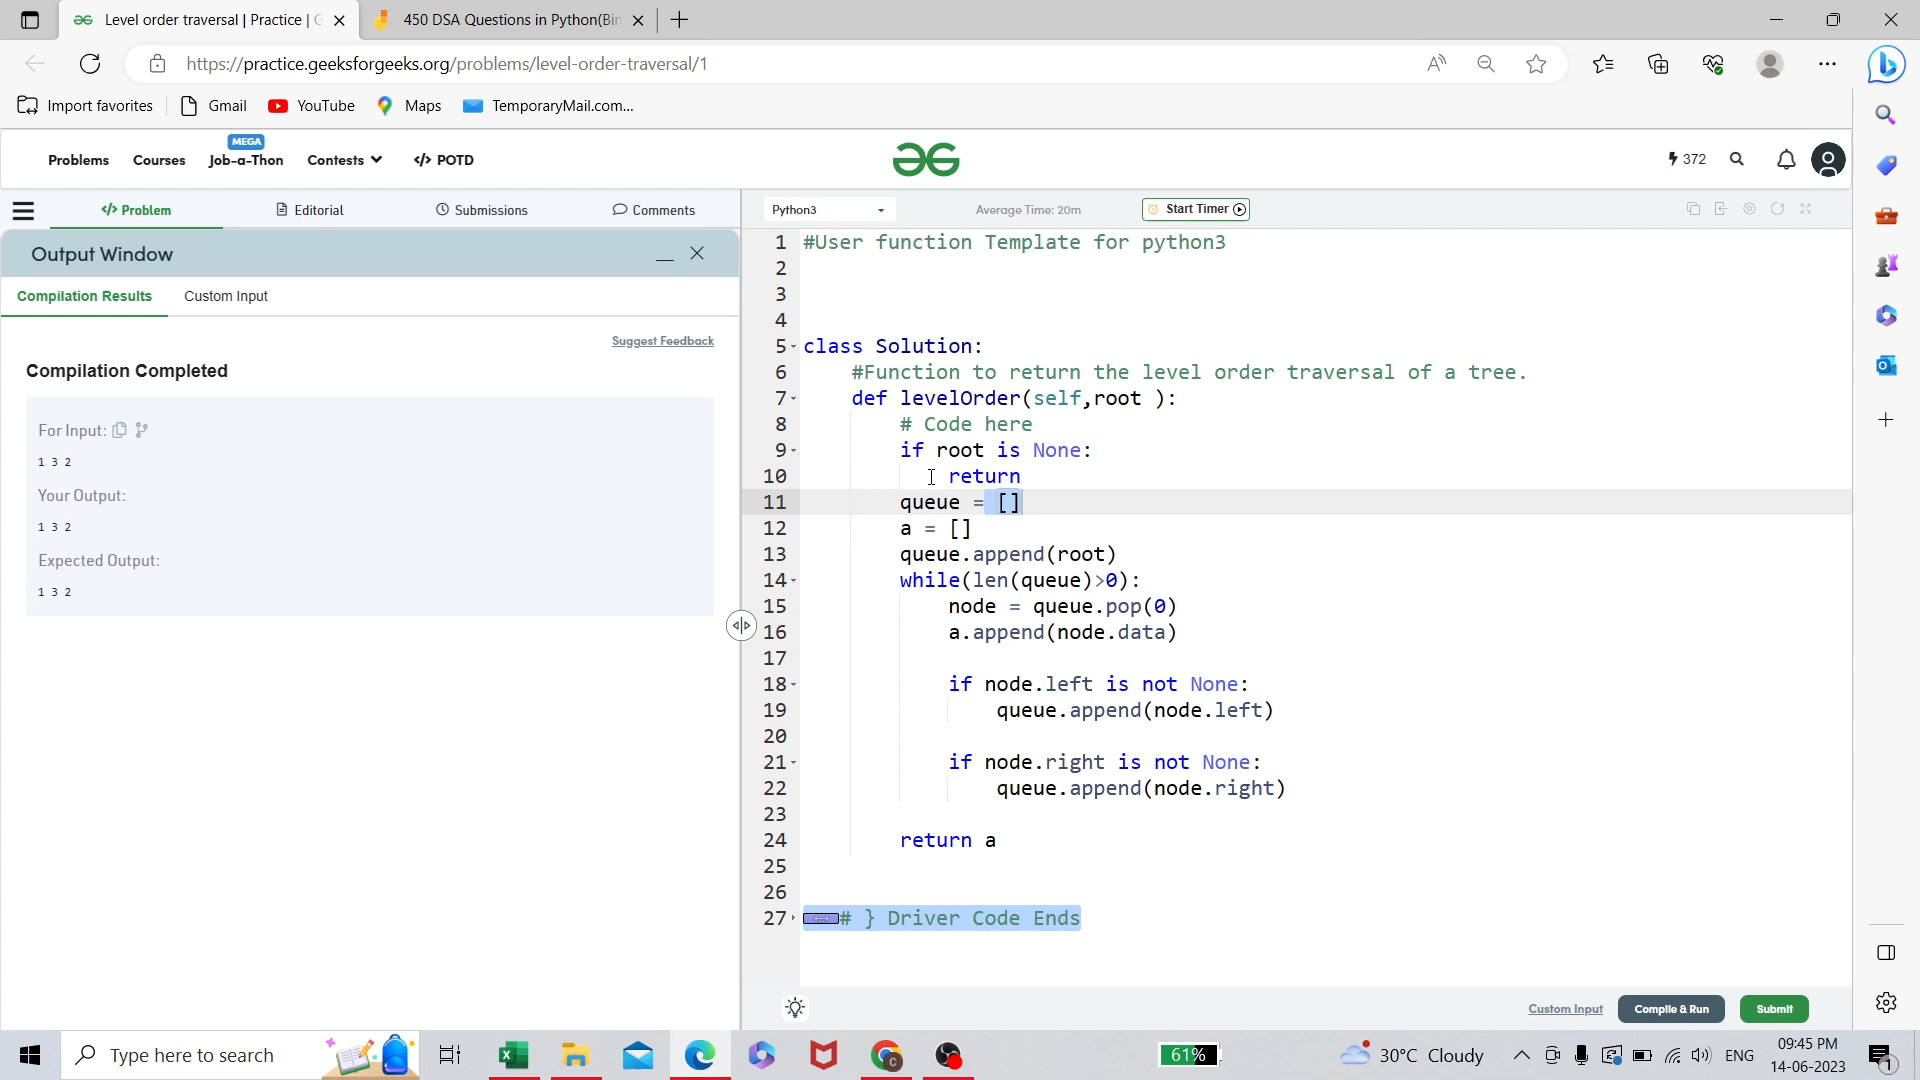 Level order traversal | Practice | G
450 DSA Questions in Python(Bin
https://practice.geeksforgeeks.org/problems/level-order-traversal/1
Import favorites
Gmail
YouTube
Maps
TemporaryMail.com...
Problems
Courses
MEGA
Job-a-Thon
Contests
</> POTD
372
</> Problem
Editorial
Submissions
Comments
Python3
Average Time: 20m
Start Timer
Output Window
Compilation Results
Custom Input
Suggest Feedback
Compilation Completed
For Input:
1 3 2
Your Output:
1 3 2
Expected Output:
1 3 2
1 #User function Template for python3
2
3
4
5 class Solution:
6 #Function to return the level order traversal of a tree.
7 def levelOrder(self,root ):
8 # Code here
9 if root is None:
10 return
11 queue = []
12 a = []
13 queue.append(root)
14 while(len(queue)>0):
15 node = queue.pop(0)
16 a.append(node.data)
17
18 if node.left is not None:
19 queue.append(node.left)
20
21 if node.right is not None:
22 queue.append(node.right)
23
24 return a
25
26
27 # } Driver Code Ends
Custom Input
Compile & Run
Submit
Type here to search
61%
30°C Cloudy
ENG
09:45 PM
14-06-2023
1